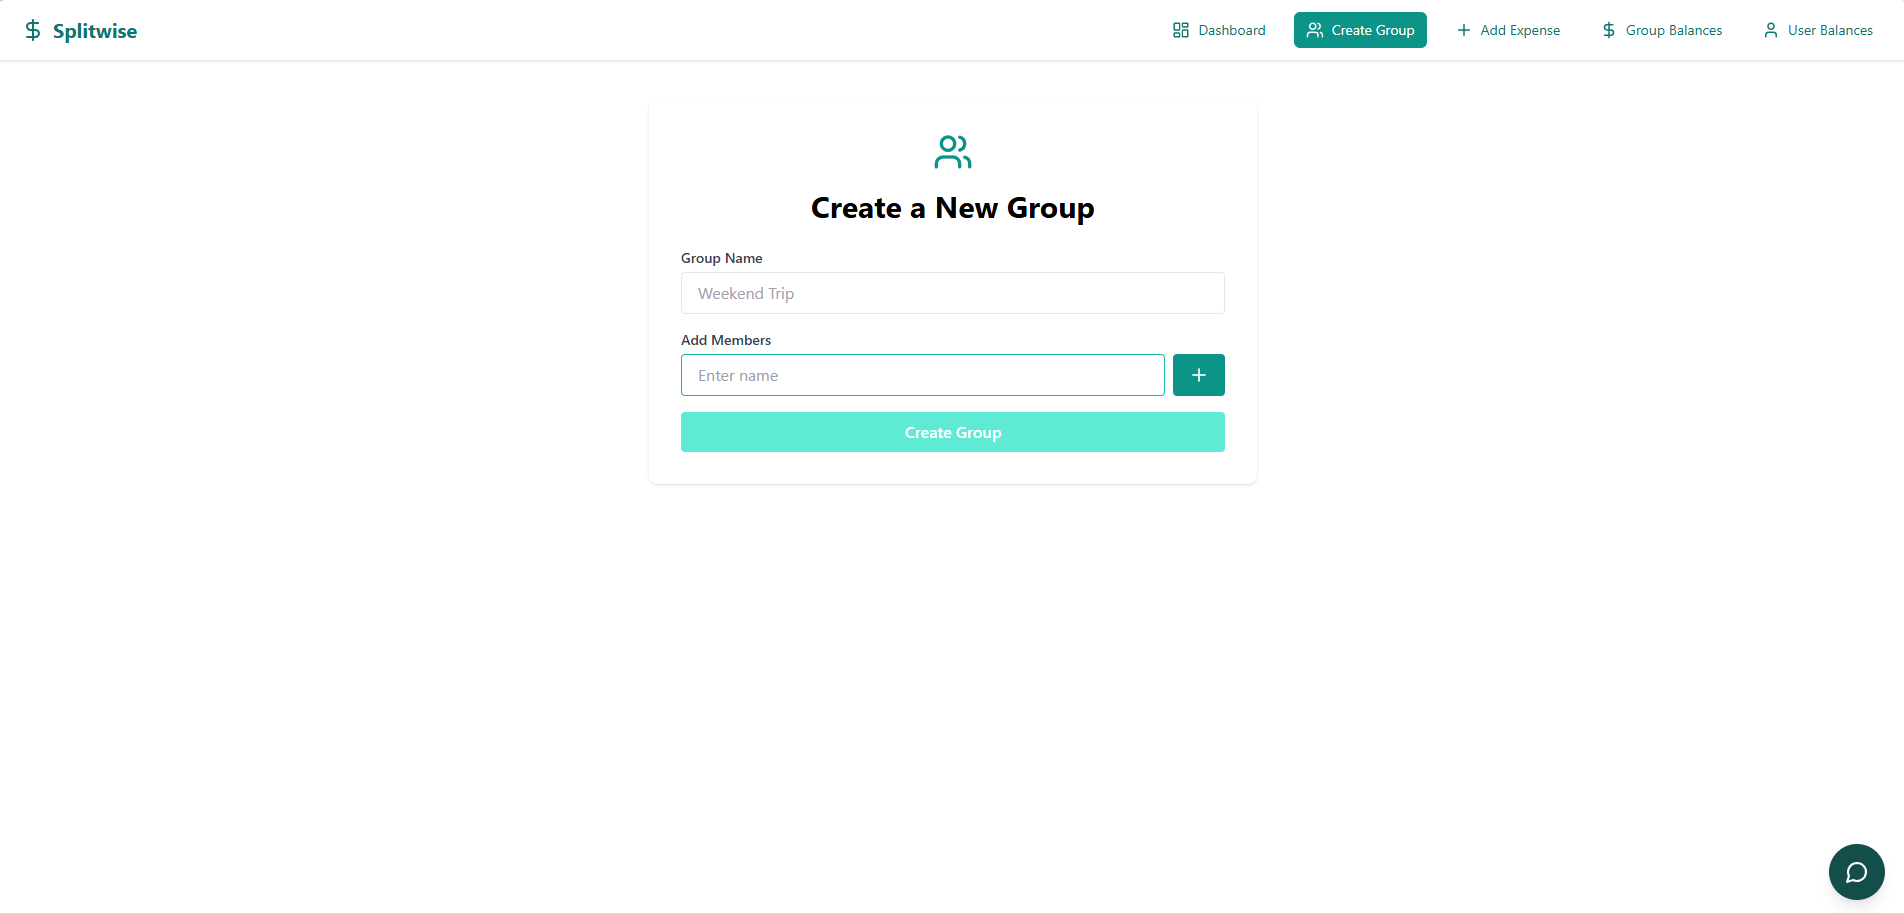 Splitwise
Dashboard
Create Group
Add Expense
Group Balances
User Balances
Create a New Group
Group Name
Weekend Trip
Add Members
Enter name
Create Group